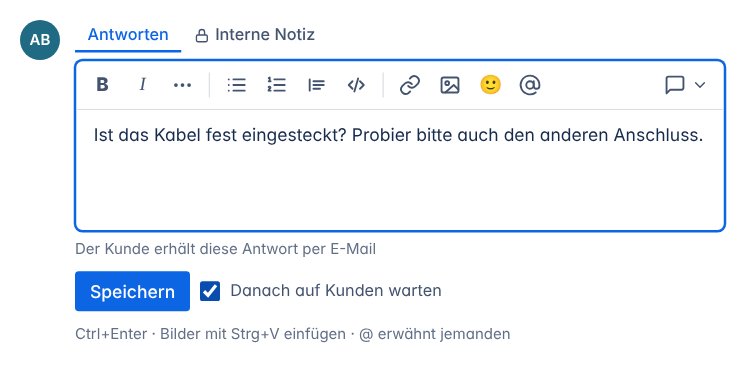 AB
Antworten
Interne Notiz
B I
Ist das Kabel fest eingesteckt? Probier bitte auch den anderen Anschluss.
Der Kunde erhält diese Antwort per E-Mail
Speichern
Danach auf Kunden warten
Ctrl+Enter · Bilder mit Strg+V einfügen · @ erwähnt jemanden